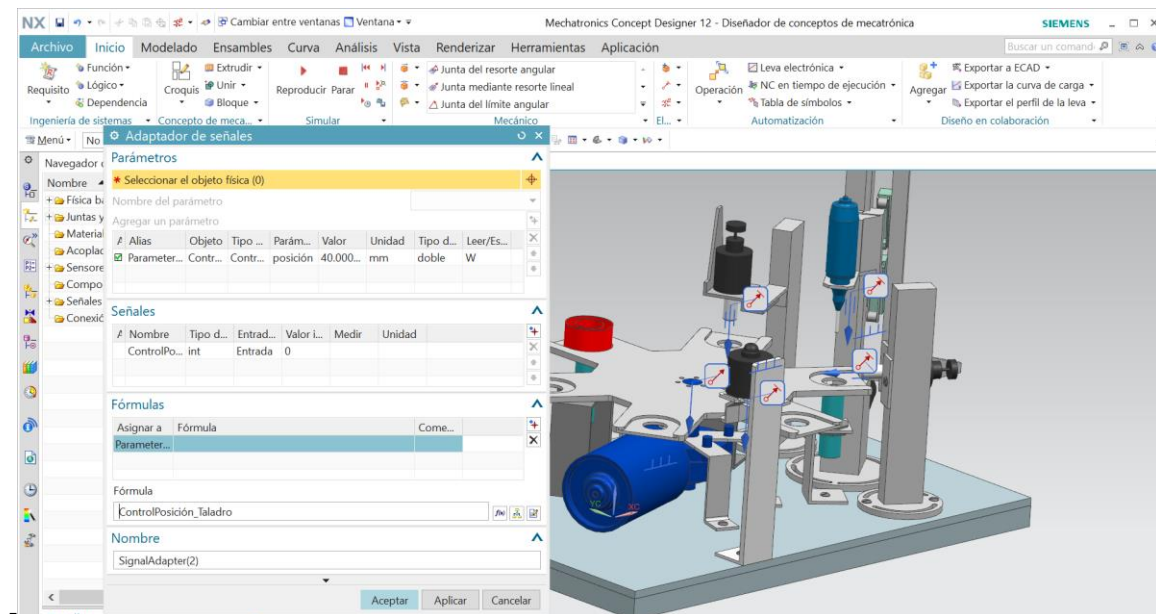 NX Cambiar entre ventanas Ventana Mechatronics Concept Designer 12 - Diseñador de conceptos de mecatrónica SIEMENS
Archivo Inicio Modelado Ensambles Curva Análisis Vista Renderizar Herramientas Aplicación Buscar un comand
Función Extrudir Junta del resorte angular Leva electrónica Exportar a ECAD
Requisito Lógico Croquis Unir Reproducir Parar Junta mediante resorte lineal Operación NC en tiempo de ejecución Agregar Exportar la curva de carga
Dependencia Bloque Junta del límite angular Tabla de símbolos Exportar el perfil de la leva
Ingeniería de sistemas Concepto de meca... Simular Mecánico El... Automatización Diseño en colaboración
Menú No Adaptador de señales
Navegador Parámetros
Nombre * Seleccionar el objeto física (0)
Física ba Nombre del parámetro
Juntas y Agregar un parámetro
Material Alias Objeto Tipo ... Parám... Valor Unidad Tipo d... Leer/Es...
Acoplac Parameter... Contr... Contr... posición 40.000... mm doble W
Sensore
Compo
Señales Señales
Conexió Nombre Tipo d... Entrad... Valor i... Medir Unidad
ControlPo... int Entrada 0
Fórmulas
Asignar a Fórmula Come...
Parameter...
Fórmula
ControlPosición_Taladro
Nombre
SignalAdapter(2)
Aceptar Aplicar Cancelar
YC XC